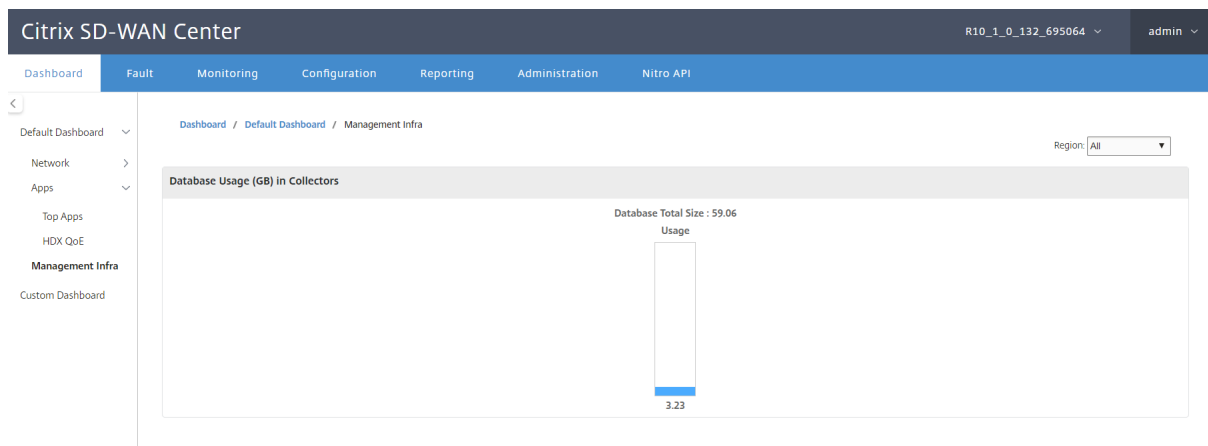 Citrix SD-WAN Center
R10_1_0_132_695064
admin
Dashboard Fault Monitoring Configuration Reporting Administration Nitro API
Default Dashboard
Network
Apps
Top Apps
HDX QoE
Management Infra
Custom Dashboard
Dashboard / Default Dashboard / Management Infra
Region: All
Database Usage (GB) in Collectors
Database Total Size : 59.06
Usage
3.23